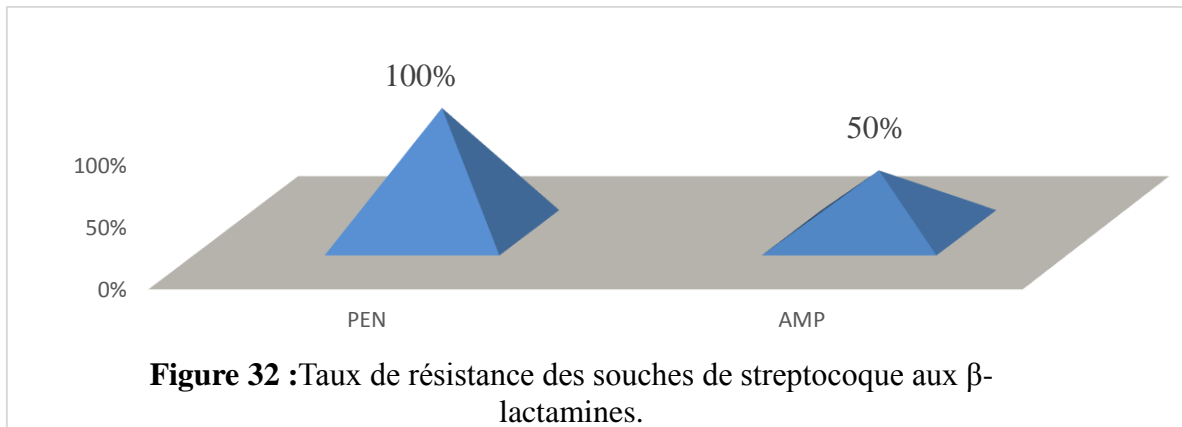 100%
50%
100%
50%
0%
PEN AMP
Figure 32 :Taux de résistance des souches de streptocoque aux β-
lactamines.